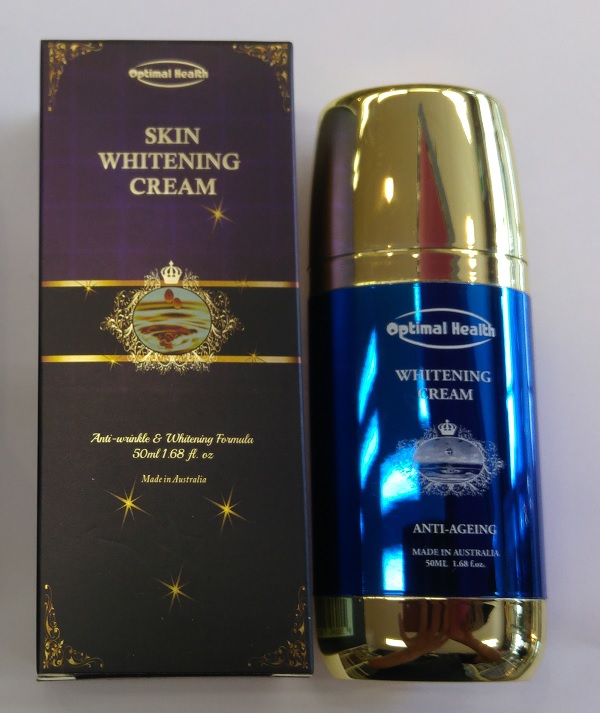 Optimal Health
SKIN
WHITENING
CREAM
Anti-wrinkle & Whitening Formula
50ml 1.68 fl. oz
Made in Australia
Optimal Health
WHITENING
CREAM
ANTI-AGEING
MADE IN AUSTRALIA
50ML 1.68 f.oz.